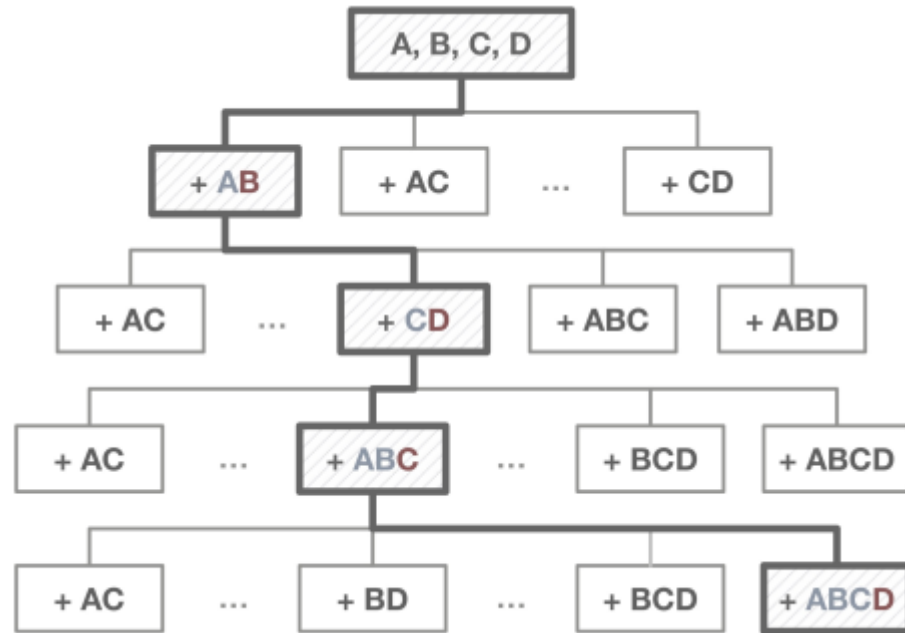 A, B, C, D
+ AB + AC ... + CD
+ AC ... + CD + ABC + ABD
+ AC ... + ABC ... + BCD + ABCD
+ AC ... + BD ... + BCD + ABCD